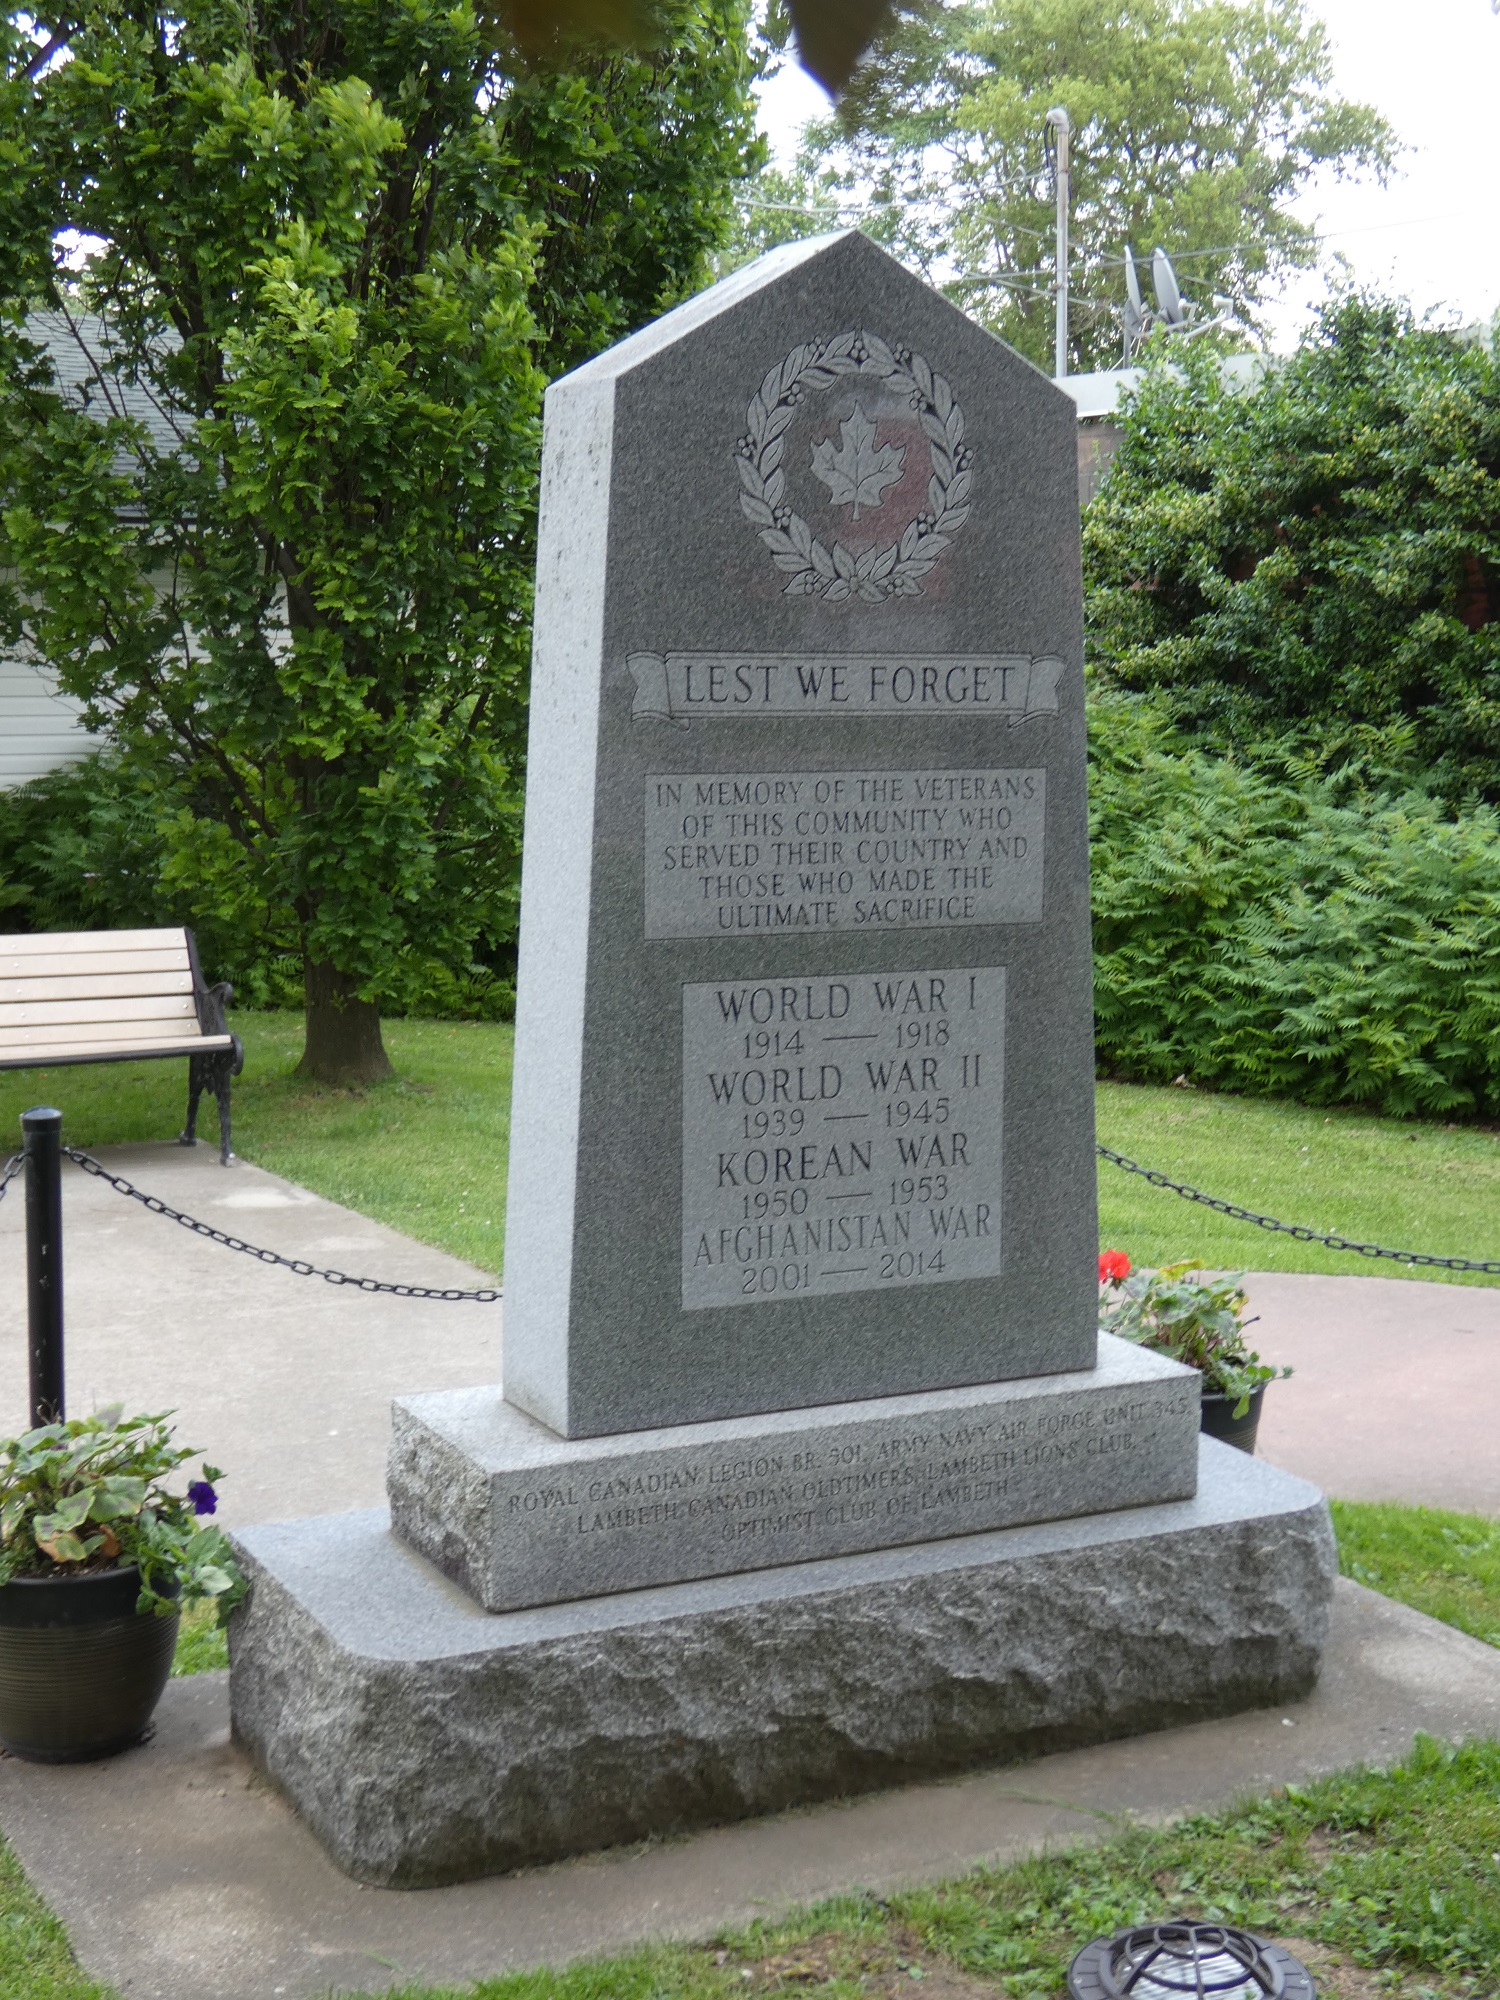 LEST WE FORGET
IN MEMORY OF THE VETERANS
OF THIS COMMUNITY WHO
SERVED THEIR COUNTRY AND
THOSE WHO MADE THE
ULTIMATE SACRIFICE
WORLD WAR I
1914 — 1918
WORLD WAR II
1939 — 1945
KOREAN WAR
1950 — 1953
AFGHANISTAN WAR
2001 — 2014
ROYAL CANADIAN LEGION BR. 501, ARMY NAVY AIR FORCE UNIT 345,
LAMBETH CANADIAN OLDTIMERS, LAMBETH LIONS CLUB,
OPTIMIST CLUB OF LAMBETH